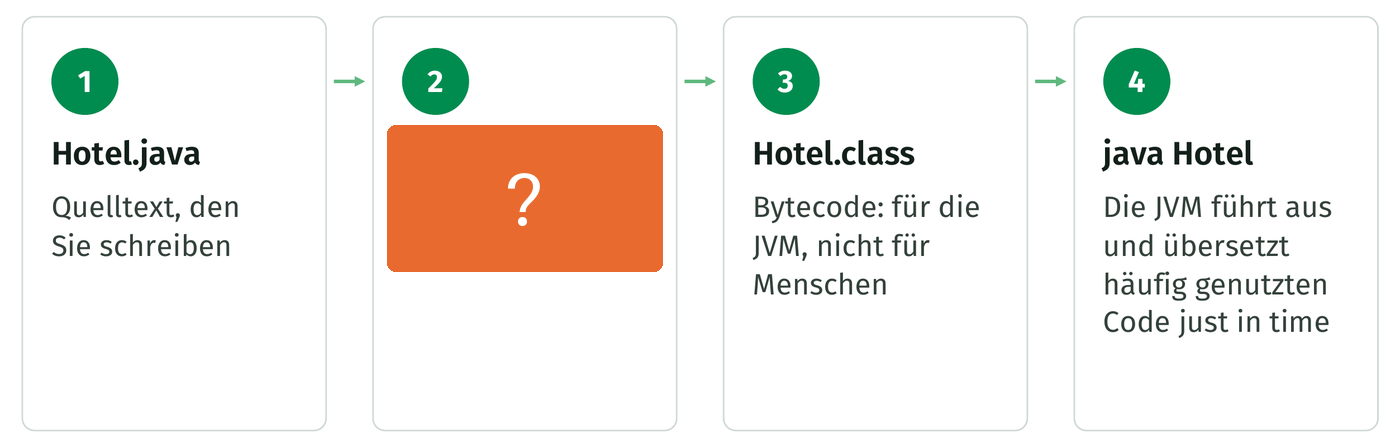 1
Hotel.java
Quelltext, den
Sie schreiben
2
?
3
Hotel.class
Bytecode: für die
JVM, nicht für
Menschen
4
java Hotel
Die JVM führt aus
und übersetzt
häufig genutzten
Code just in time